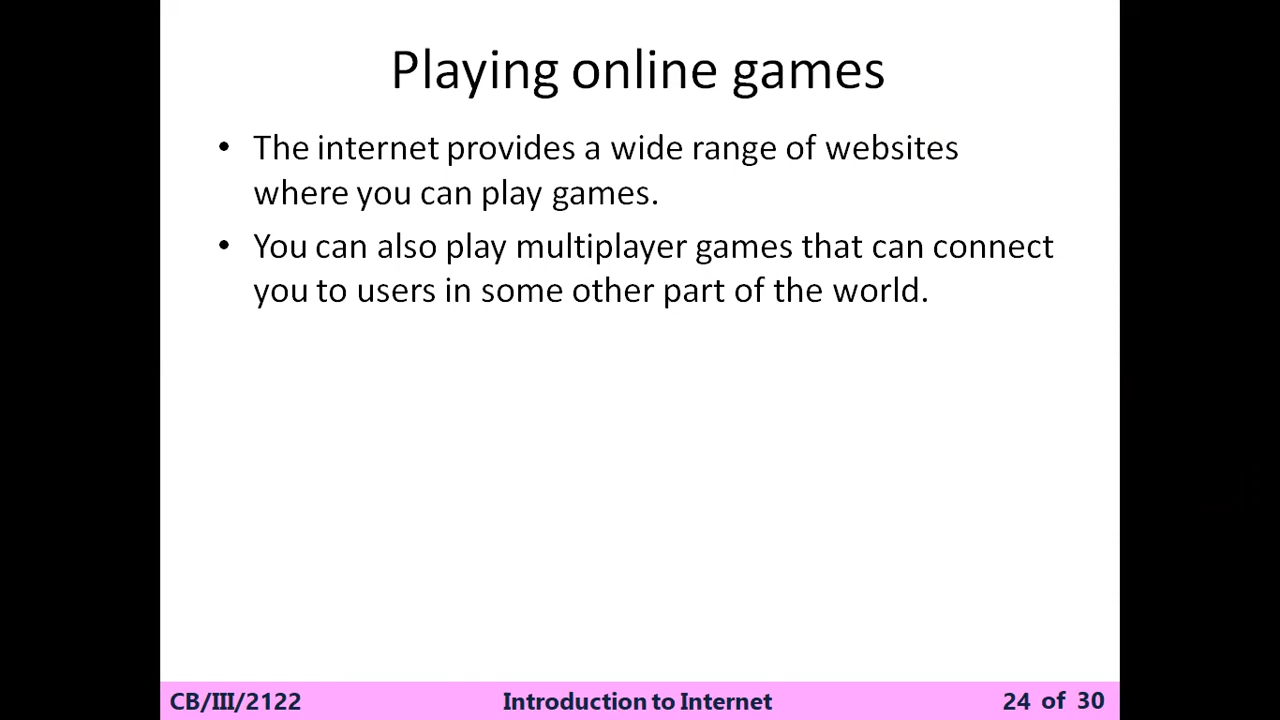 Playing online games
• The internet provides a wide range of websites
where you can play games.
• You can also play multiplayer games that can connect
you to users in some other part of the world.
CB/III/2122 Introduction to Internet 24 of 30